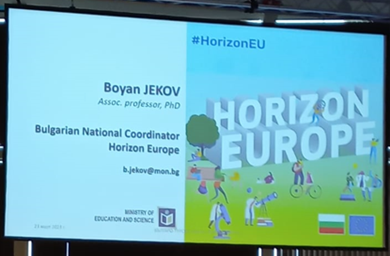 #HorizonEU
Boyan JEKOV
Assoc. professor, PhD
Bulgarian National Coordinator
Horizon Europe
b.jekov@mon.bg
MINISTRY OF
EDUCATION AND SCIENCE
HORIZON
EUROPE